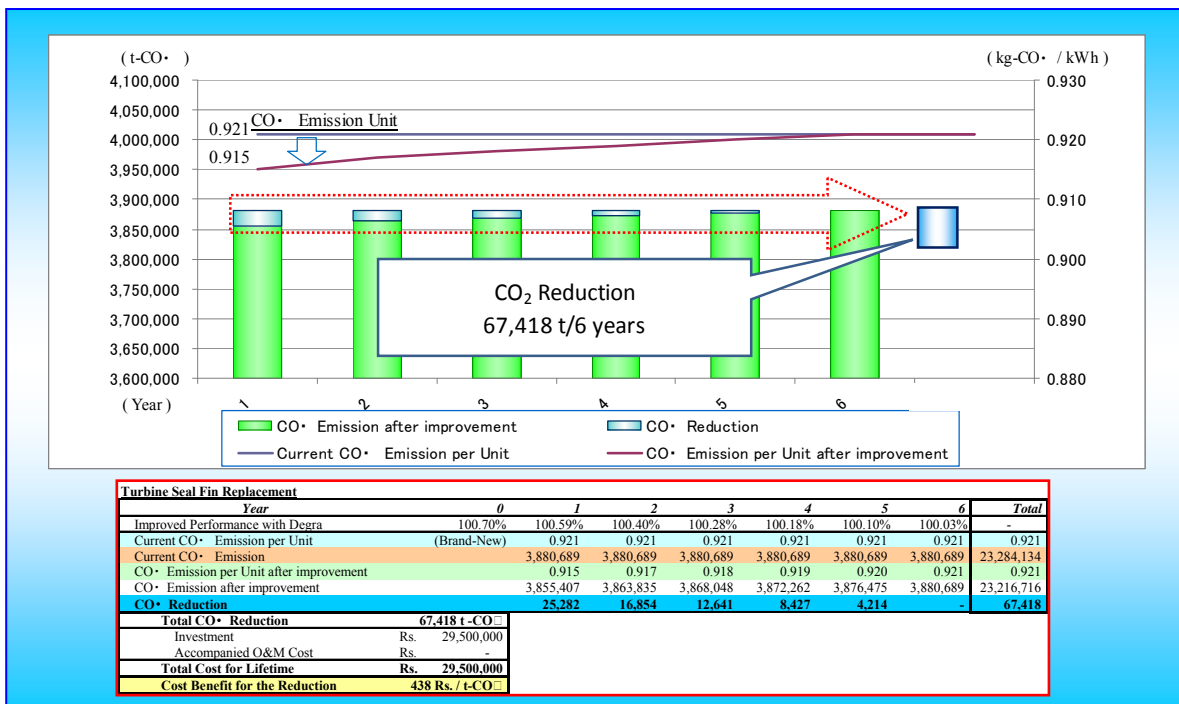 ( t-CO・ ) ( kg-CO・ / kWh )
4,100,000 0.930
4,050,000
0.921 CO・ Emission Unit
4,000,000 0.920
0.915
3,950,000
3,900,000 0.910
3,850,000
3,800,000 0.900
3,750,000
CO₂ Reduction
67,418 t/6 years
3,700,000 0.890
3,650,000
3,600,000 0.880
( Year ) 1 2 3 4 5 6
CO・ Emission after improvement CO・ Reduction
Current CO・ Emission per Unit CO・ Emission per Unit after improvement
Turbine Seal Fin Replacement
Year 0 1 2 3 4 5 6 Total
Improved Performance with Degra 100.70% 100.59% 100.40% 100.28% 100.18% 100.10% 100.03% -
Current CO・ Emission per Unit (Brand-New) 0.921 0.921 0.921 0.921 0.921 0.921 0.921
Current CO・ Emission 3,880,689 3,880,689 3,880,689 3,880,689 3,880,689 3,880,689 23,284,134
CO・ Emission per Unit after improvement 0.915 0.917 0.918 0.919 0.920 0.921 0.921
CO・ Emission after improvement 3,855,407 3,863,835 3,868,048 3,872,262 3,876,475 3,880,689 23,216,716
CO・ Reduction 25,282 16,854 12,641 8,427 4,214 - 67,418
Total CO・ Reduction 67,418 t -CO□
Investment Rs. 29,500,000
Accompanied O&M Cost Rs. -
Total Cost for Lifetime Rs. 29,500,000
Cost Benefit for the Reduction 438 Rs. / t-CO□